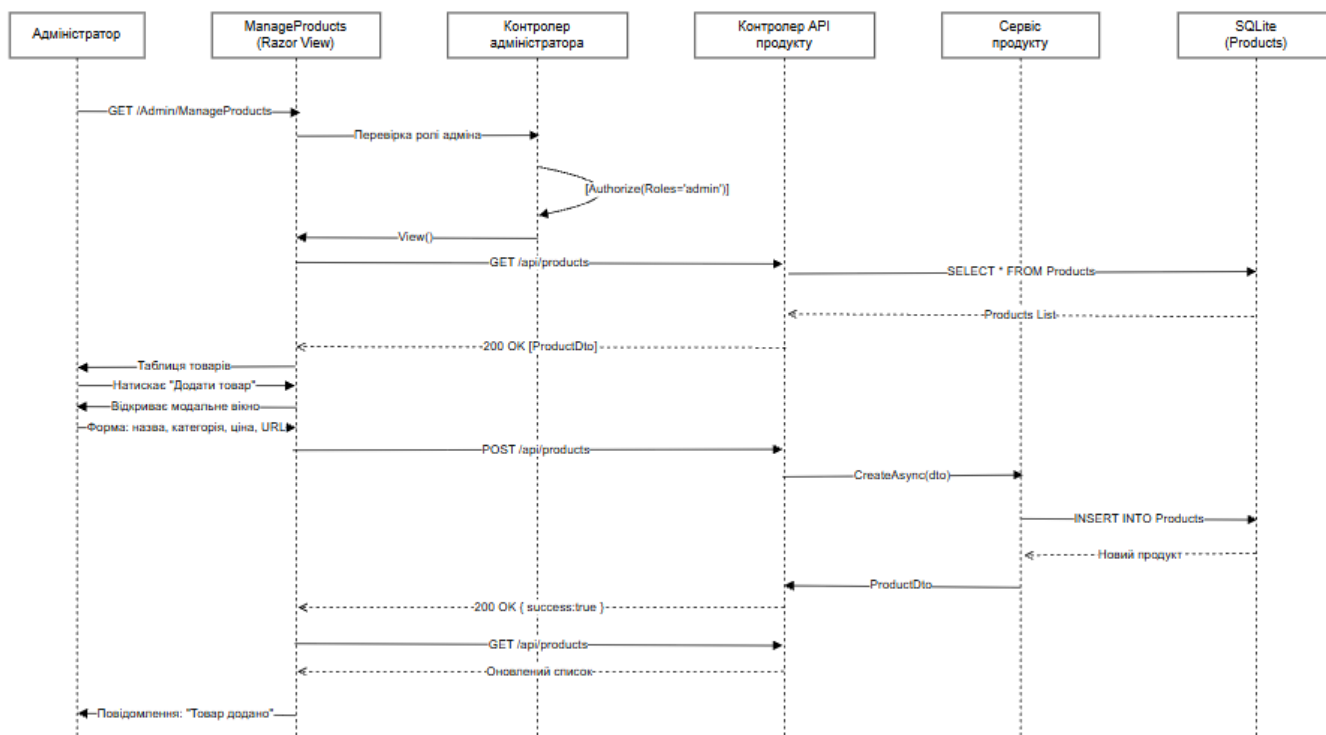 Адміністратор
ManageProducts
(Razor View)
Контролер
адміністратора
Контролер API
продукту
Сервіс
продукту
SQLite
(Products)
GET /Admin/ManageProducts
Перевірка ролі адміна
[Authorize(Roles='admin')]
View()
GET /api/products
SELECT * FROM Products
Products List
200 OK [ProductDto]
Таблиця товарів
Натискає "Додати товар"
Відкриває модальне вікно
Форма: назва, категорія, ціна, URL
POST /api/products
CreateAsync(dto)
INSERT INTO Products
Новий продукт
ProductDto
200 OK { success:true }
GET /api/products
Оновлений список
Повідомлення: "Товар додано"